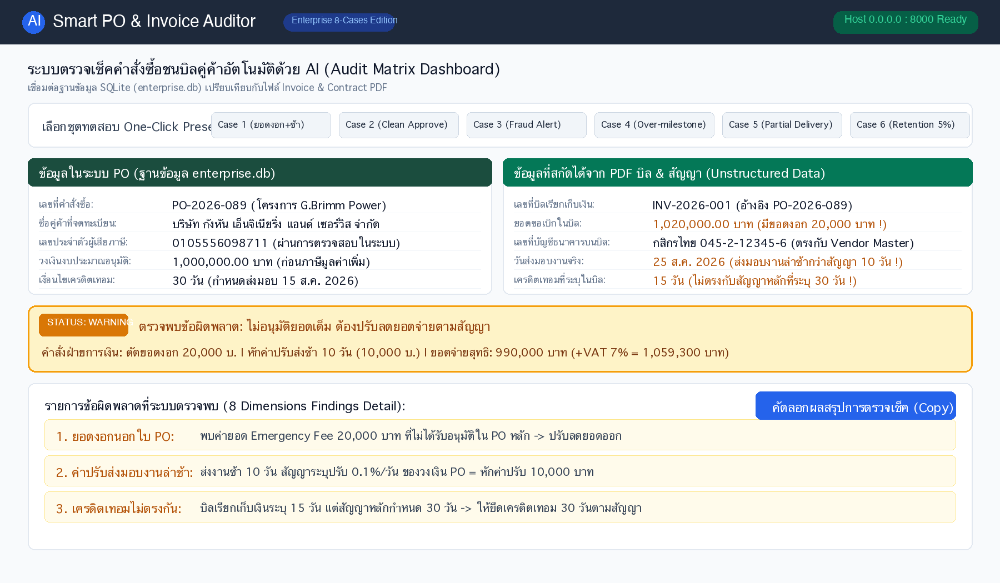 AI Smart PO & Invoice Auditor
Enterprise 8-Cases Edition
Host 0.0.0.0 : 8000 Ready
ระบบตรวจเช็คคำสั่งซื้อชนบิลคู่ค้าอัตโนมัติด้วย AI (Audit Matrix Dashboard)
เชื่อมต่อฐานข้อมูล SQLite (enterprise.db) เปรียบเทียบกับไฟล์ Invoice & Contract PDF
เลือกชุดทดสอบ One-Click Prese
Case 1 (ยอดงอก+ช้า)
Case 2 (Clean Approve)
Case 3 (Fraud Alert)
Case 4 (Over-milestone)
Case 5 (Partial Delivery)
Case 6 (Retention 5%)
ข้อมูลในระบบ PO (ฐานข้อมูล enterprise.db)
เลขที่คำสั่งซื้อ: PO-2026-089 (โครงการ G.Brimm Power)
ชื่อคู่ค้าที่จดทะเบียน: บริษัท กังหัน เอ็นจิเนียริ่ง แอนด์ เซอร์วิส จำกัด
เลขประจำตัวผู้เสียภาษี: 0105556098711 (ผ่านการตรวจสอบในระบบ)
วงเงินงบประมาณอนุมัติ: 1,000,000.00 บาท (ก่อนภาษีมูลค่าเพิ่ม)
เงื่อนไขเครดิตเทอม: 30 วัน (กำหนดส่งมอบ 15 ส.ค. 2026)
ข้อมูลที่สกัดได้จาก PDF บิล & สัญญา (Unstructured Data)
เลขที่บิลเรียกเก็บเงิน: INV-2026-001 (อ้างอิง PO-2026-089)
ยอดขอเบิกในบิล: 1,020,000.00 บาท (มียอดงอก 20,000 บาท !)
เลขที่บัญชีธนาคารบนบิล: กสิกรไทย 045-2-12345-6 (ตรงกับ Vendor Master)
วันส่งมอบงานจริง: 25 ส.ค. 2026 (ส่งมอบงานล่าช้ากว่าสัญญา 10 วัน !)
เครดิตเทอมที่ระบุในบิล: 15 วัน (ไม่ตรงกับสัญญาหลักที่ระบุ 30 วัน !)
STATUS: WARNING ตรวจพบข้อผิดพลาด: ไม่อนุมัติยอดเต็ม ต้องปรับลดยอดจ่ายตามสัญญา
คำสั่งฝ่ายการเงิน: ตัดยอดงอก 20,000 บ. | หักค่าปรับส่งช้า 10 วัน (10,000 บ.) | ยอดจ่ายสุทธิ: 990,000 บาท (+VAT 7% = 1,059,300 บาท)
รายการข้อผิดพลาดที่ระบบตรวจพบ (8 Dimensions Findings Detail):
คัดลอกผลสรุปการตรวจเช็ค (Copy)
1. ยอดงอกนอกใบ PO: พบค่ายอด Emergency Fee 20,000 บาท ที่ไม่ได้รับอนุมัติใน PO หลัก -> ปรับลดยอดออก
2. ค่าปรับส่งมอบงานล่าช้า: ส่งงานช้า 10 วัน สัญญาระบุปรับ 0.1%/วัน ของวงเงิน PO = หักค่าปรับ 10,000 บาท
3. เครดิตเทอมไม่ตรงกัน: บิลเรียกเก็บเงินระบุ 15 วัน แต่สัญญาหลักกำหนด 30 วัน -> ให้ยึดเครดิตเทอม 30 วันตามสัญญา